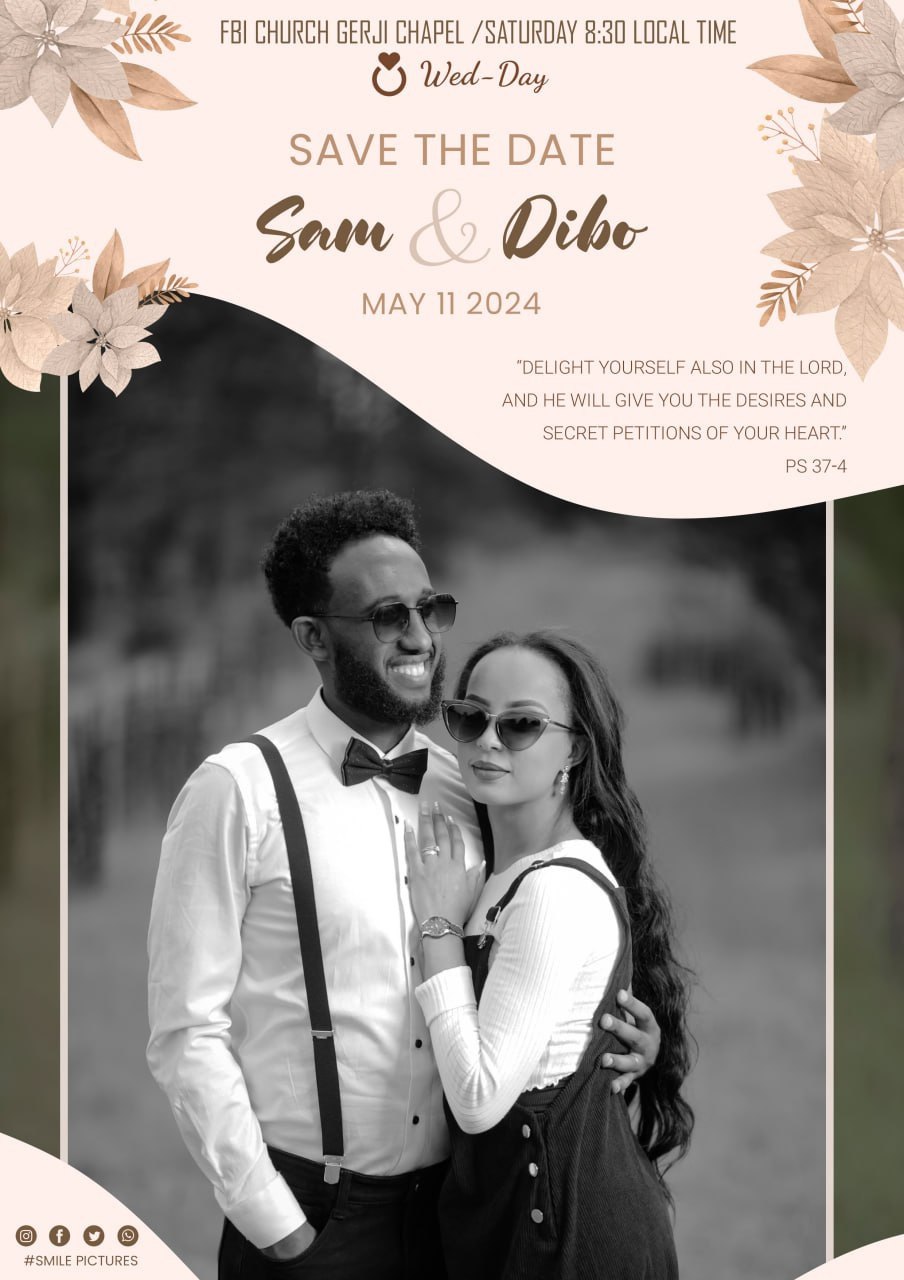 FBI CHURCH GERJI CHAPEL /SATURDAY 8:30 LOCAL TIME
Wed-Day
SAVE THE DATE
Sam & Dibo
MAY 11 2024
"DELIGHT YOURSELF ALSO IN THE LORD,
AND HE WILL GIVE YOU THE DESIRES AND
SECRET PETITIONS OF YOUR HEART."
PS 37-4
#SMILE PICTURES